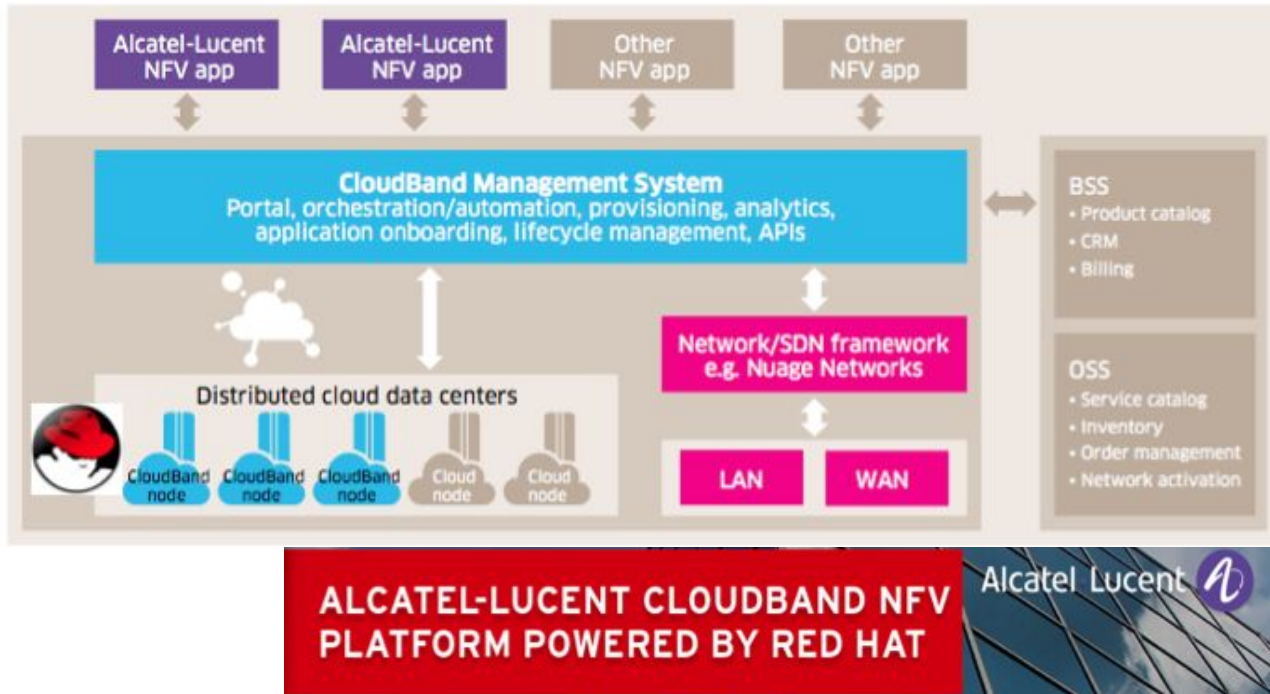 Alcatel-Lucent
NFV app
Alcatel-Lucent
NFV app
Other
NFV app
Other
NFV app
CloudBand Management System
Portal, orchestration/automation, provisioning, analytics,
application onboarding, lifecycle management, APIs
BSS
• Product catalog
• CRM
• Billing
Network/SDN framework
e.g. Nuage Networks
OSS
• Service catalog
• Inventory
• Order management
• Network activation
Distributed cloud data centers
CloudBand
node
CloudBand
node
CloudBand
node
Cloud
node
Cloud
node
LAN
WAN
ALCATEL-LUCENT CLOUDBAND NFV
PLATFORM POWERED BY RED HAT
Alcatel Lucent